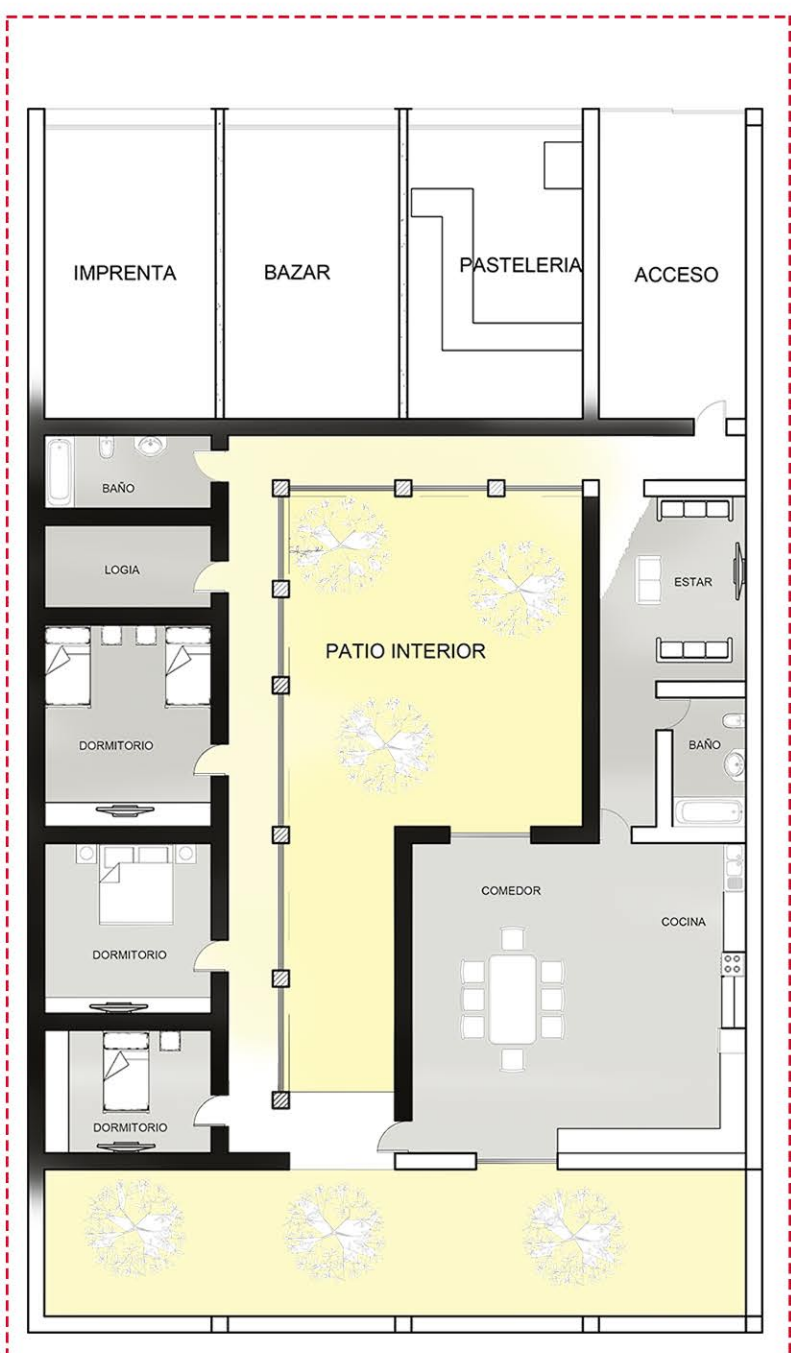 IMPRENTA
BAZAR
PASTELERIA
ACCESO
BAÑO
LOGIA
ESTAR
PATIO INTERIOR
DORMITORIO
BAÑO
COMEDOR
COCINA
DORMITORIO
DORMITORIO